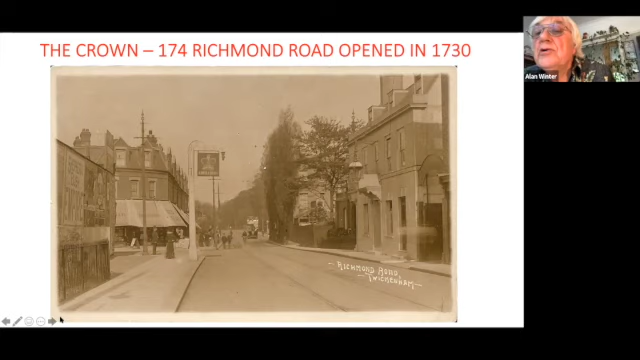 THE CROWN – 174 RICHMOND ROAD OPENED IN 1730
Alan Winter
RICHMOND ROAD,
TWICKENHAM